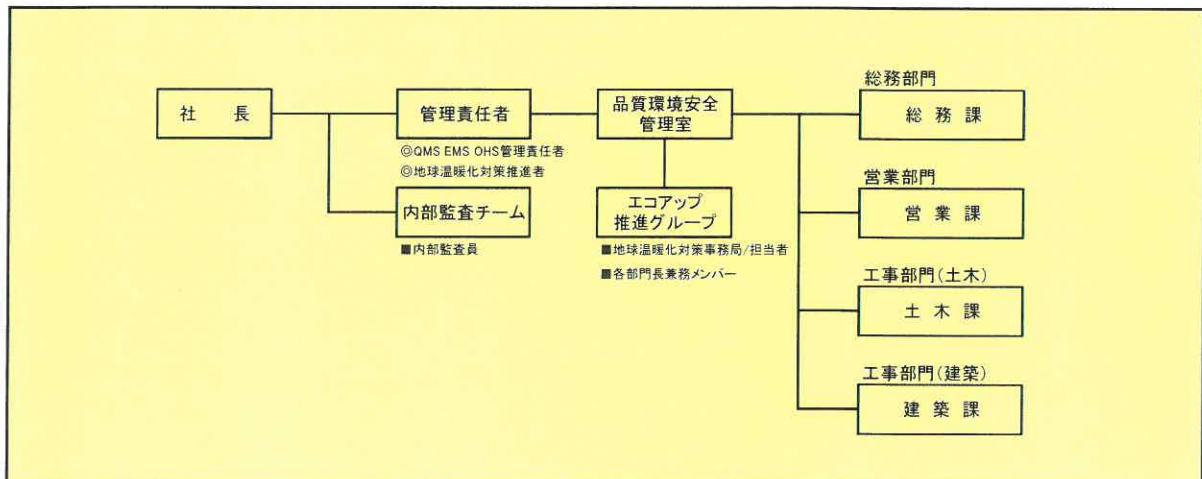 社 長
管理責任者
◎QMS EMS OHS管理責任者
◎地球温暖化対策推進者
内部監査チーム
■内部監査員
品質環境安全
管理室
エコアップ
推進グループ
■地球温暖化対策事務局/担当者
■各部門長兼務メンバー
総務部門
総 務 課
営業部門
営 業 課
工事部門(土木)
土 木 課
工事部門(建築)
建 築 課